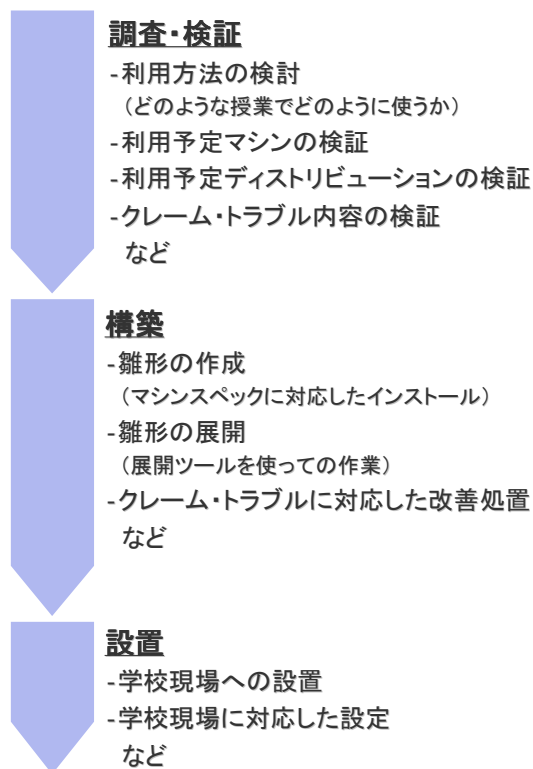 調査・検証
-利用方法の検討
（どのような授業でどのように使うか）
-利用予定マシンの検証
-利用予定ディストリビューションの検証
-クレーム・トラブル内容の検証
など
構築
-雛形の作成
（マシンスペックに対応したインストール）
-雛形の展開
（展開ツールを使っての作業）
-クレーム・トラブルに対応した改善処置
など
設置
-学校現場への設置
-学校現場に対応した設定
など